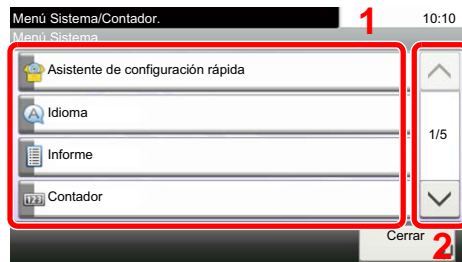 Menú Sistema/Contador.
1
10:10
Menú Sistema
Asistente de configuración rápida
Idioma
1/5
Informe
123 Contador
Cerrar
2